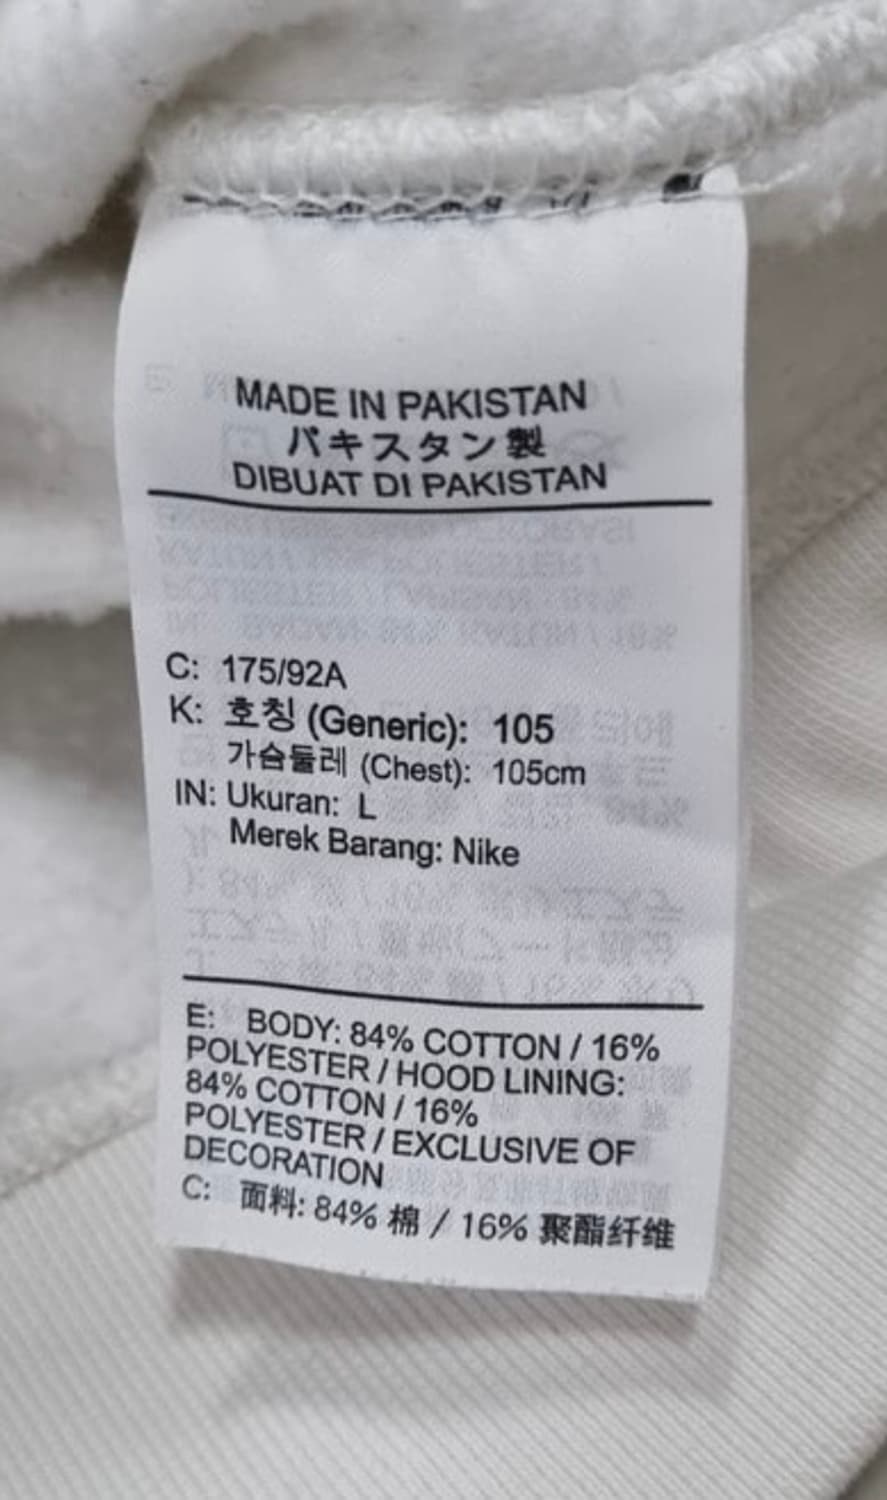 MADE IN PAKISTAN
パキスタン製
DIBUAT DI PAKISTAN
C: 175/92A
K: 호칭 (Generic): 105
가슴둘레 (Chest): 105cm
IN: Ukuran: L
Merek Barang: Nike
E: BODY: 84% COTTON / 16%
POLYESTER / HOOD LINING:
84% COTTON / 16%
POLYESTER / EXCLUSIVE OF
DECORATION
C: 面料: 84% 棉 / 16% 聚酯纤维